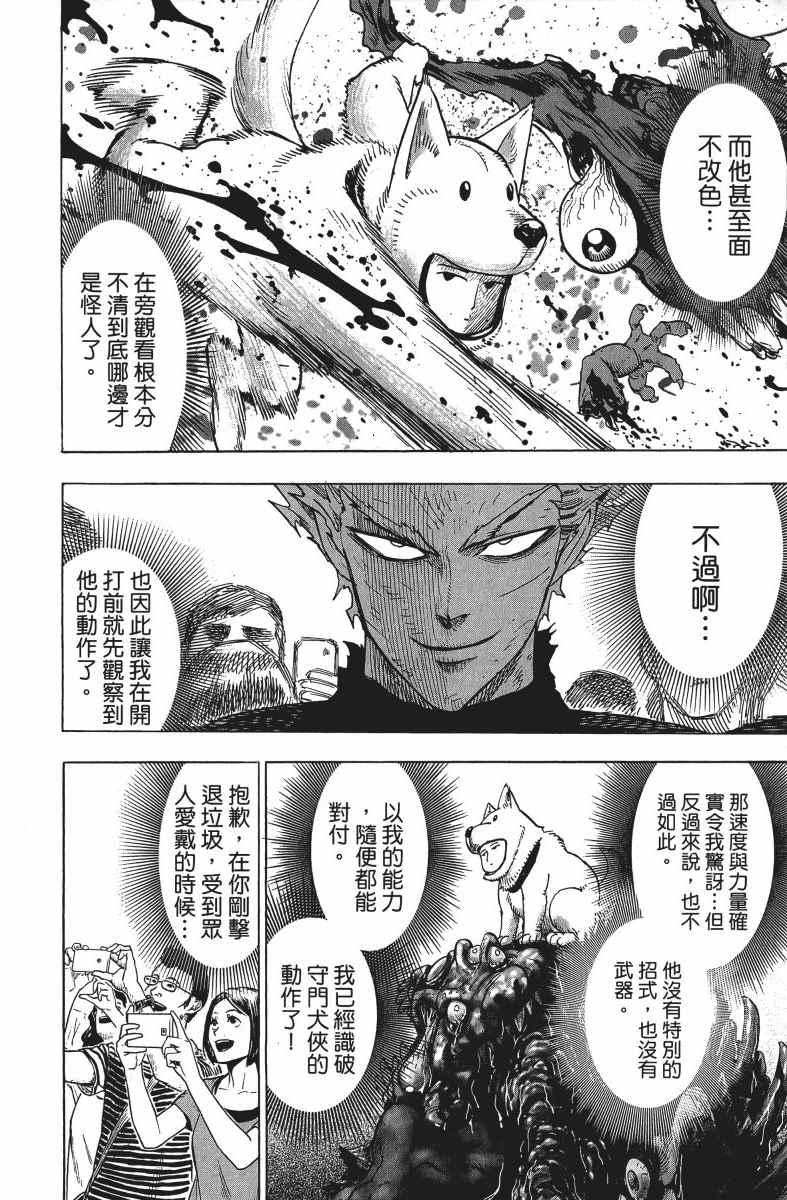 而他甚至面
不改色…
在旁觀看根本分
不清到底哪邊才
是怪人了。
不過啊…
也因此讓我在開
打前就先觀察到
他的動作了。
那速度與力量確
實令我驚訝…但
反過來說，也不
過如此。
他沒有特別的
招式，也沒有
武器。
以我的能力
，隨便都能
對付。
我已經識破
守門犬俠的
動作了！
抱歉，在你剛擊
退垃圾，受到眾
人愛戴的時候…